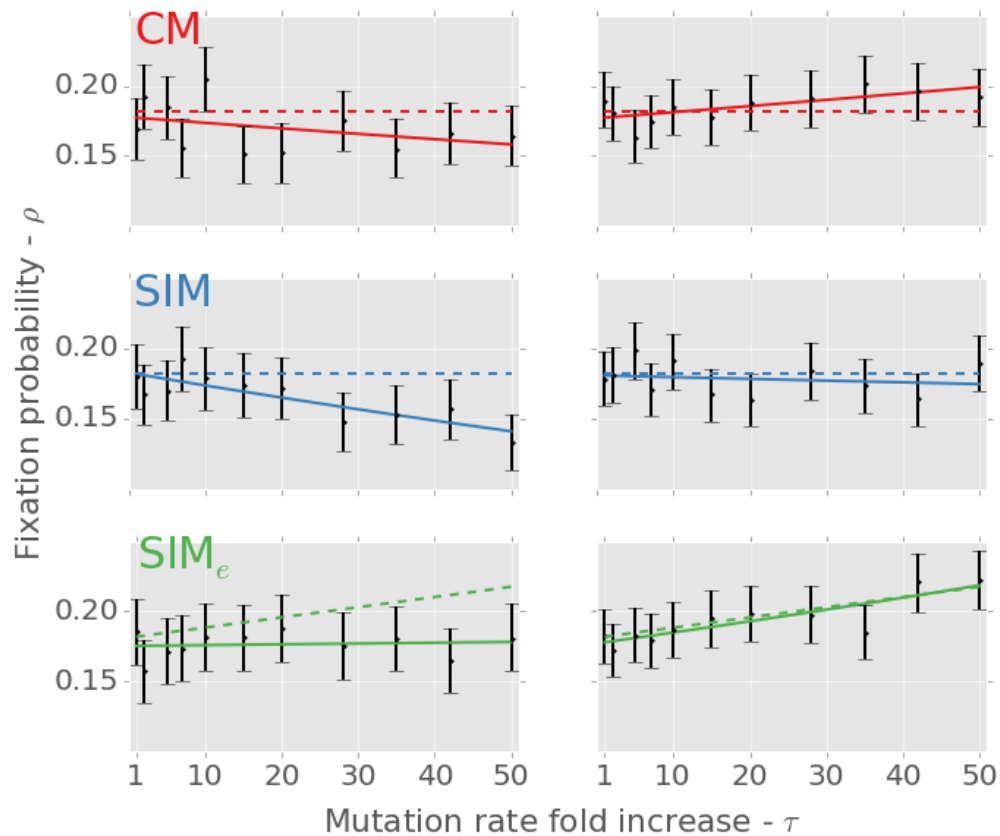 CM
0.20
0.15
SIM
0.20
0.15
SIMe
0.20
0.15
Fixation probability - ρ
1 10 20 30 40 50 1 10 20 30 40 50
Mutation rate fold increase - τ